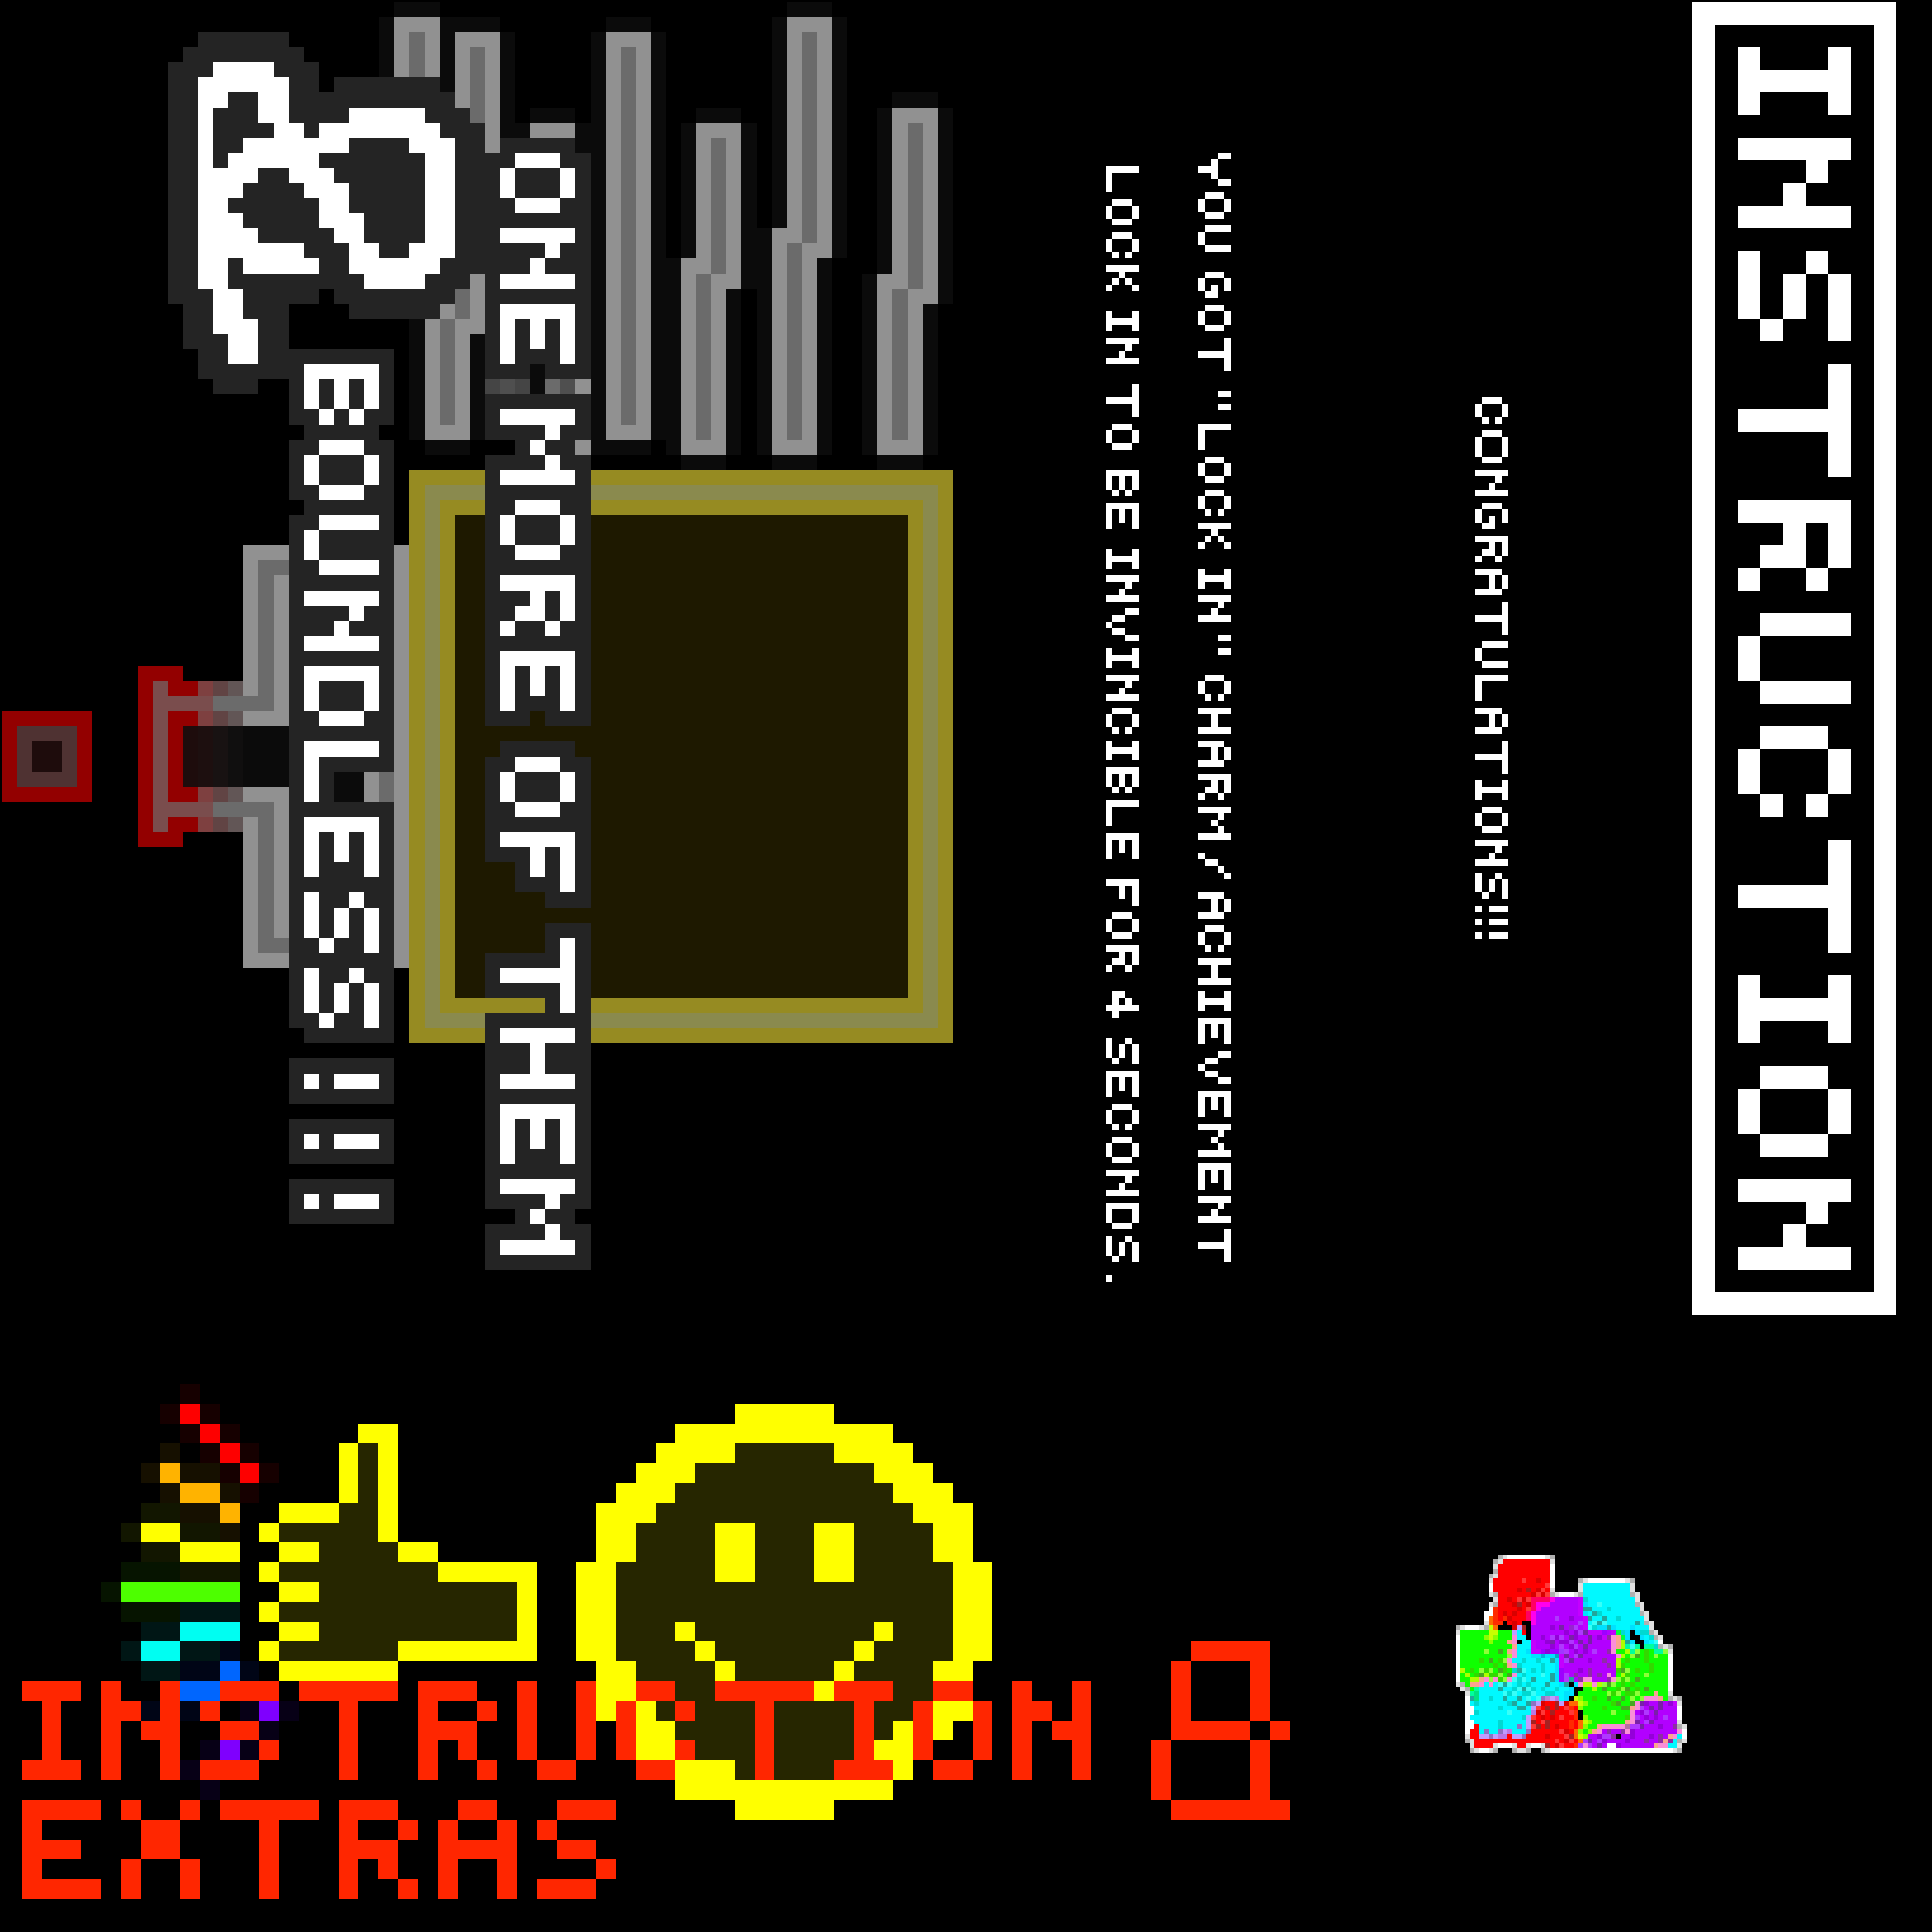 INSTRUCTION
CONGRATULATIONS!!!
YOU GOT "LOCK IN" CHARM/ACHIEVEMENT
LOCK IN TO BE INVINCIBLE FOR 4 SECONDS.
ONE MORE OF THEM
BOUNDLESS!!!
INSTRUCTION &
EXTRAS